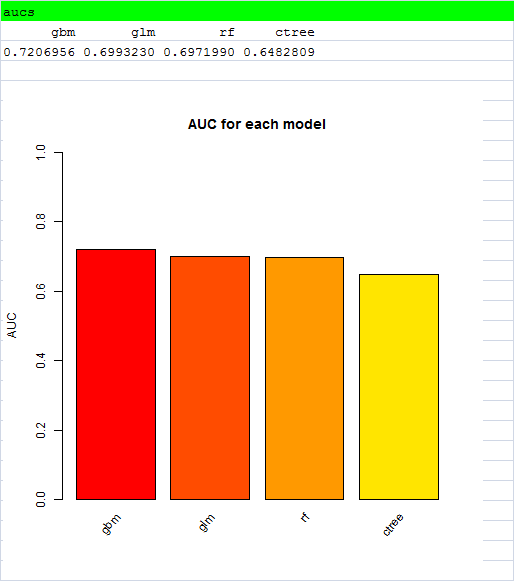 aucs
gbm glm rf ctree
0.7206956 0.6993230 0.6971990 0.6482809
AUC for each model
AUC
1.0
0.8
0.6
0.4
0.2
0.0
gbm
glm
rf
ctree